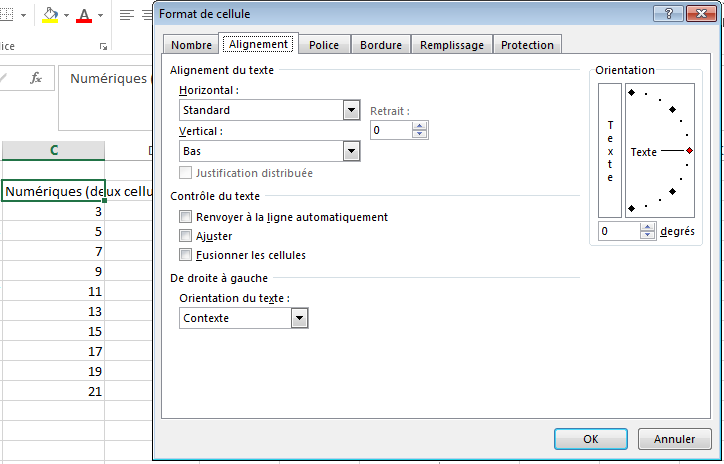 Format de cellule
Nombre Alignement Police Bordure Remplissage Protection
Alignement du texte
Horizontal :
Standard
Retrait :
Vertical :
0
Bas
Justification distribuée
Contrôle du texte
Renvoyer à la ligne automatiquement
Ajuster
Fusionner les cellules
De droite à gauche
Orientation du texte :
Contexte
Orientation
Texte
Texte
0 degrés
OK Annuler
A
ice
fx
Numériques (
C
Numériques (deux cellu
3
5
7
9
11
13
15
17
19
21